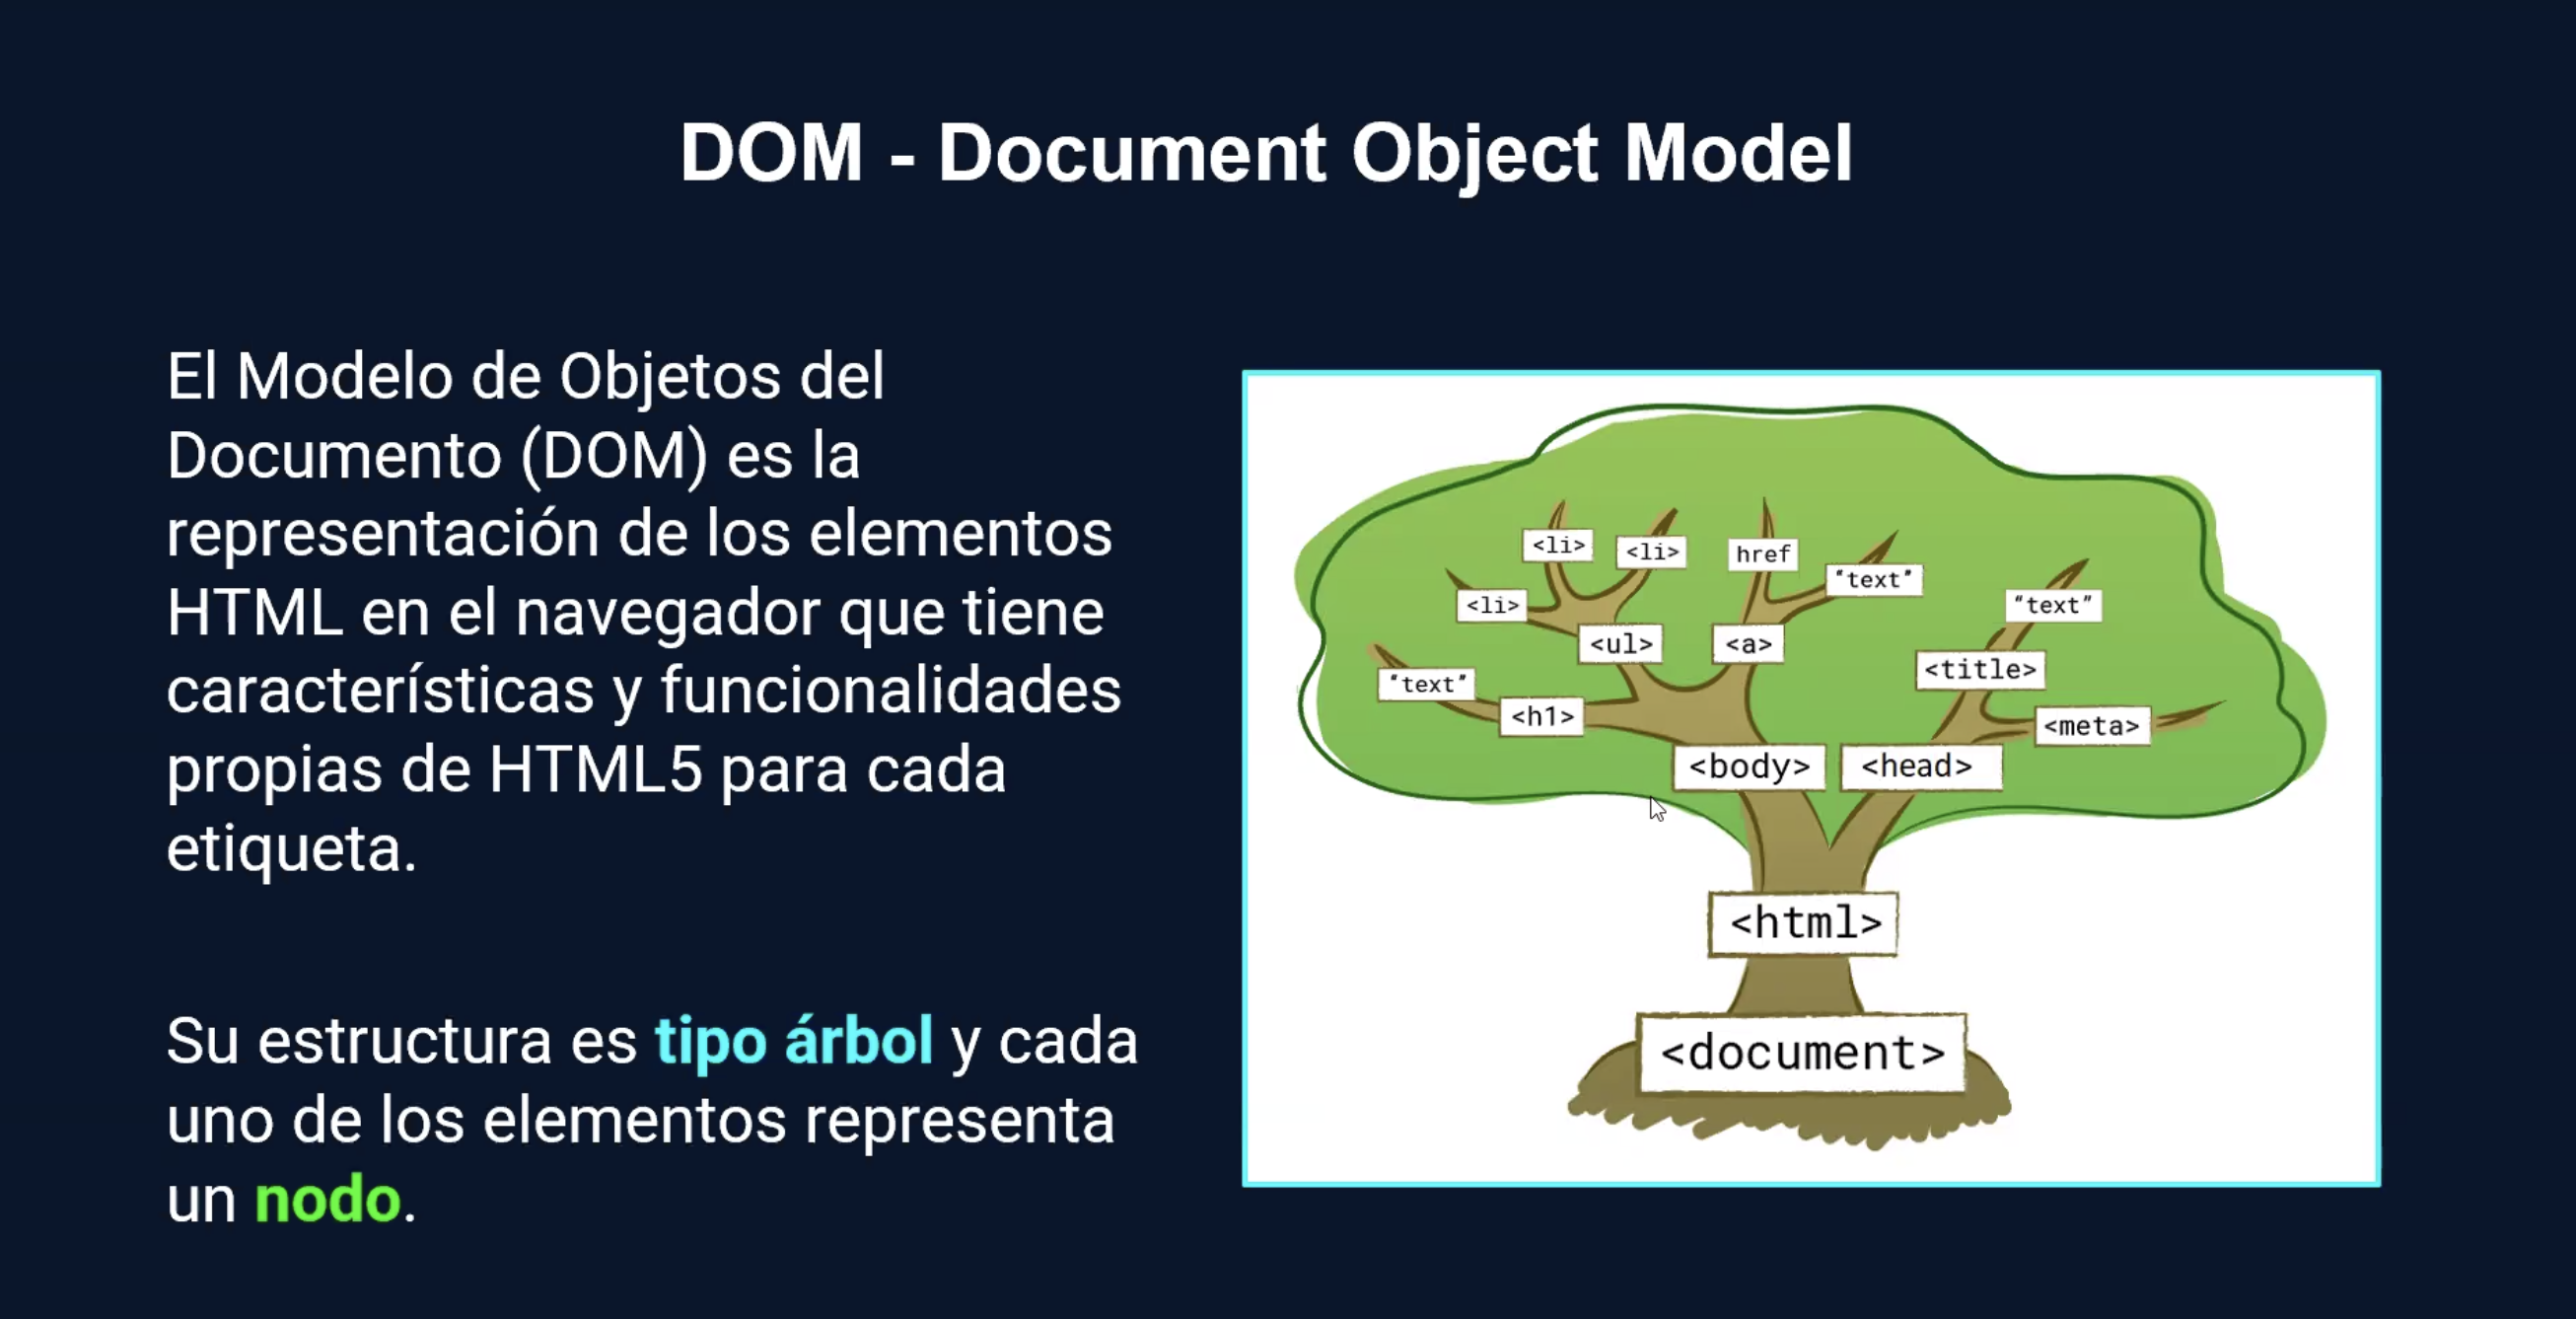 DOM - Document Object Model
El Modelo de Objetos del
Documento (DOM) es la
representación de los elementos
HTML en el navegador que tiene
características y funcionalidades
propias de HTML5 para cada
etiqueta.
Su estructura es tipo árbol y cada
uno de los elementos representa
un nodo.
<li>
<li>
href
"text"
<li>
"text"
<ul>
<a>
<title>
"text"
<h1>
<meta>
<body>
<head>
<html>
<document>